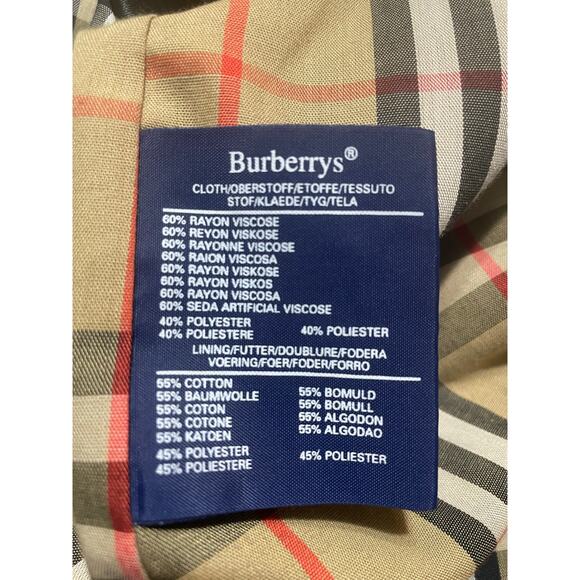 Burberrys®
CLOTH/OBERSTOFF/ETOFFE/TESSUTO
STOF/KLAEDE/TYG/TELA
60% RAYON VISCOSE
60% REYON VISKOSE
60% RAYONNE VISCOSE
60% RAION VISCOSA
60% RAYON VISKOSE
60% RAYON VISKOS
60% RAYON VISCOSA
60% SEDA ARTIFICIAL VISCOSE
40% POLYESTER
40% POLIESTERE 40% POLIESTER
LINING/FUTTER/DOUBLURE/FODERA
VOERING/FOER/FODER/FORRO
55% COTTON
55% BAUMWOLLE
55% COTON
55% COTONE
55% KATOEN
55% BOMULD
55% BOMULL
55% ALGODON
55% ALGODAO
45% POLYESTER
45% POLIESTERE 45% POLIESTER